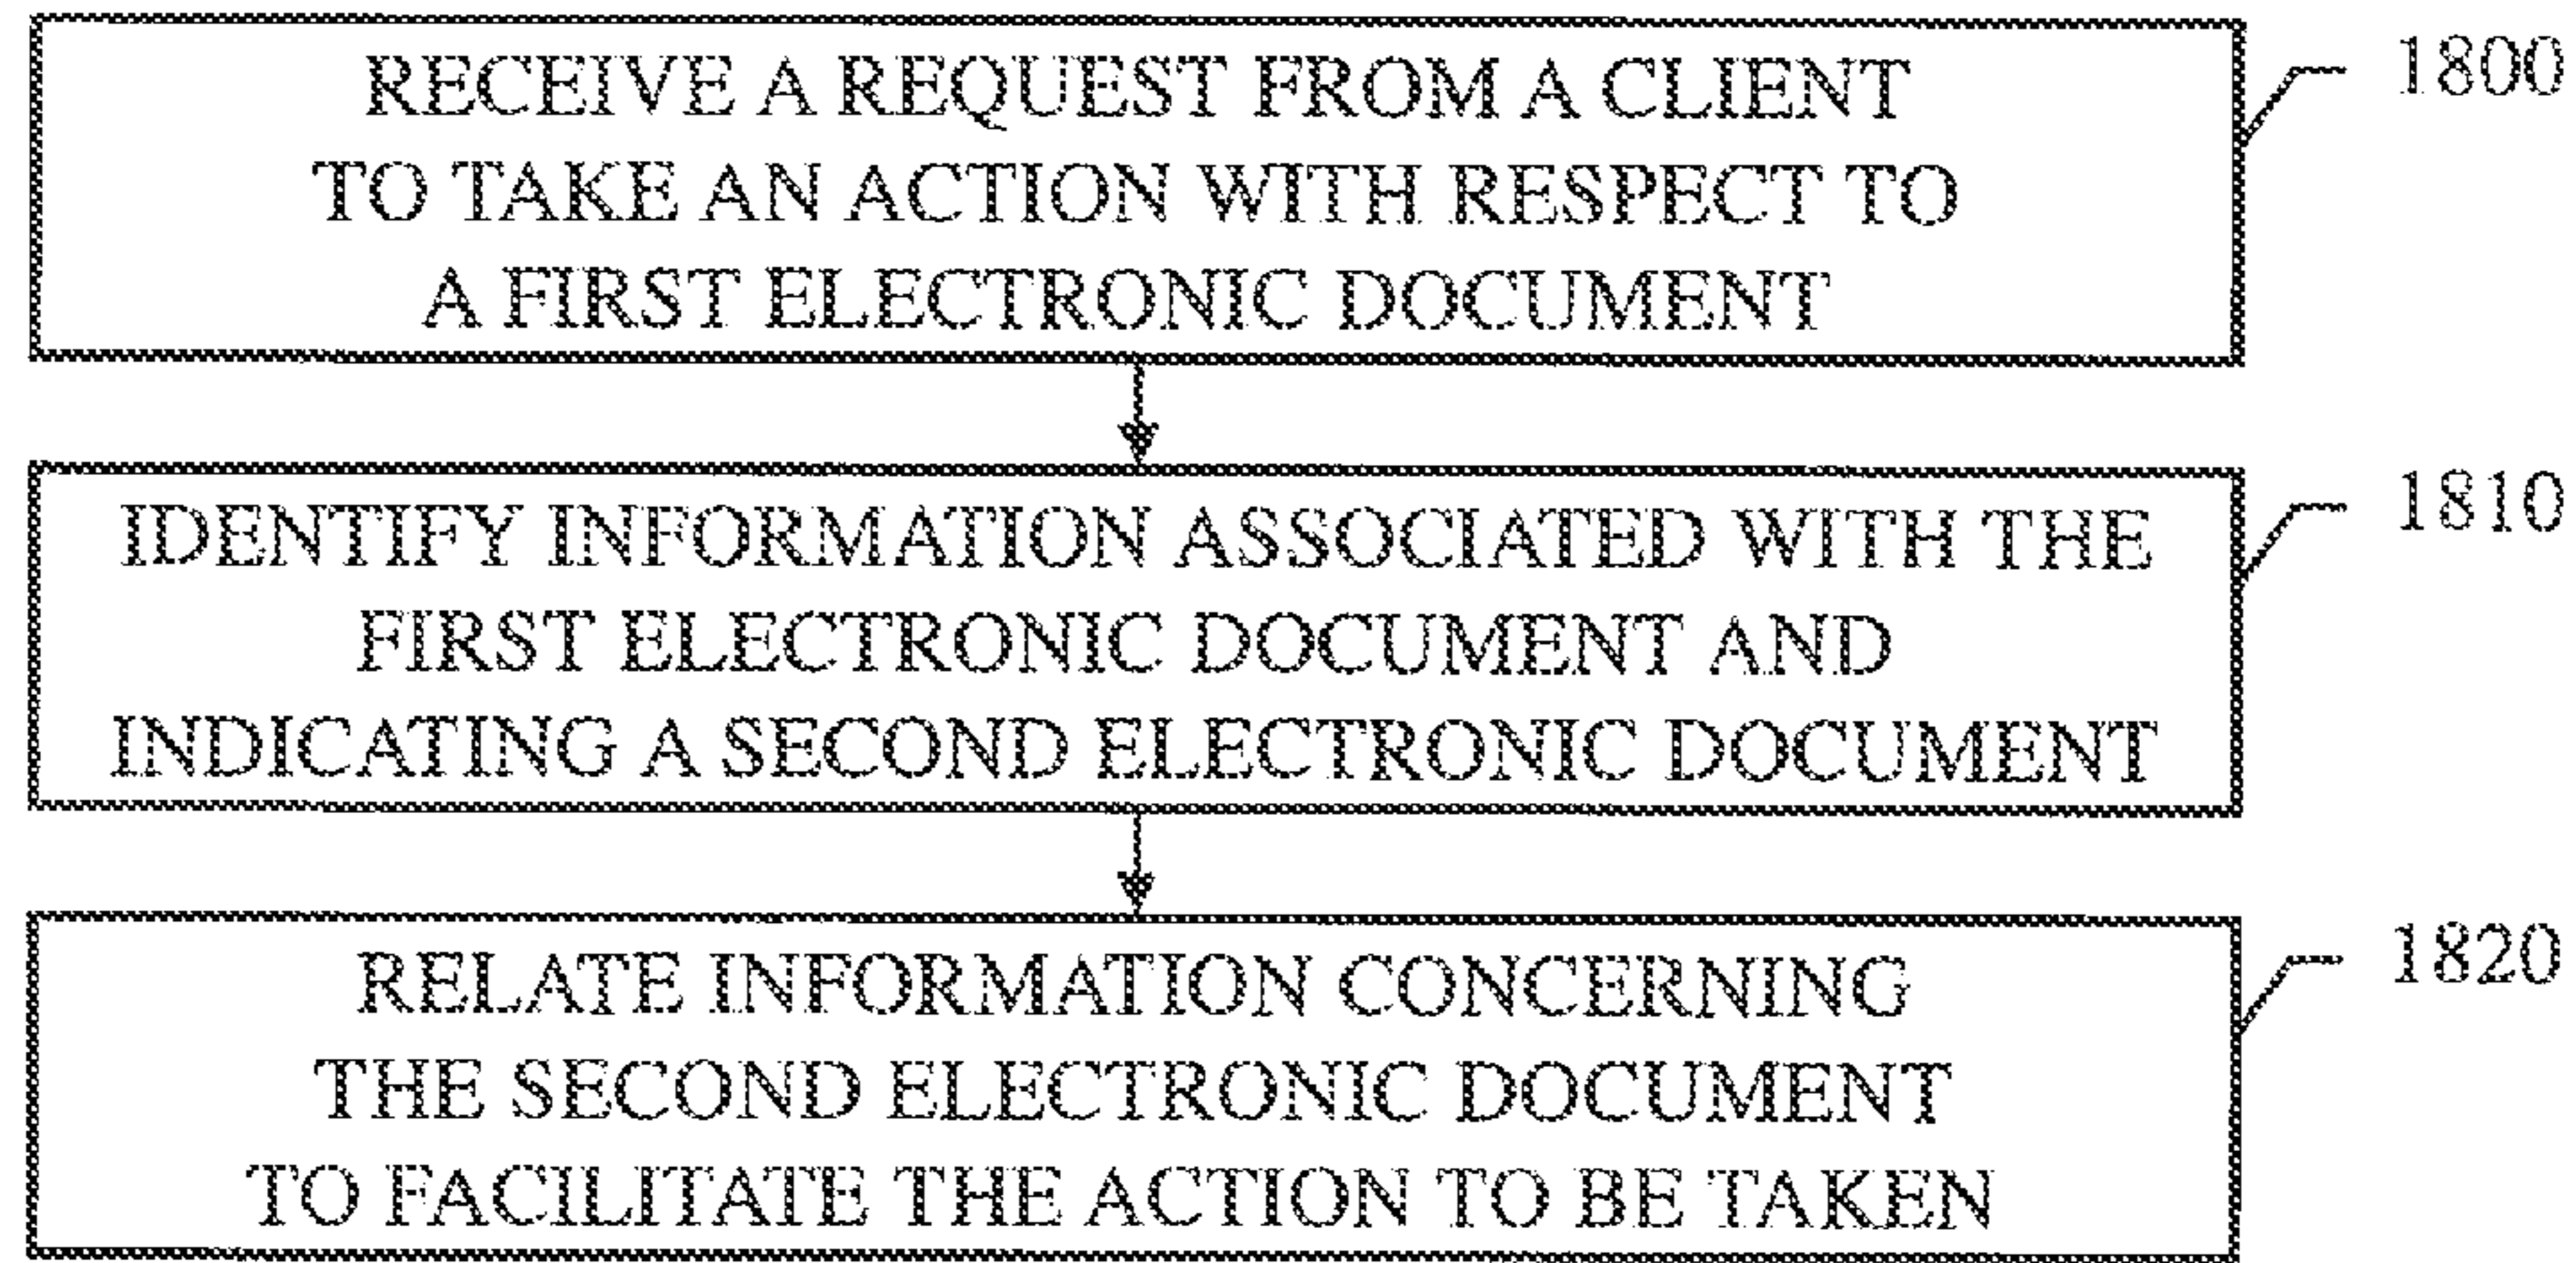 RECEIVE A REQUEST FROM A CLIENT
TO TAKE AN ACTION WITH RESPECT TO
A FIRST ELECTRONIC DOCUMENT
1800
IDENTIFY INFORMATION ASSOCIATED WITH THE
FIRST ELECTRONIC DOCUMENT AND
INDICATING A SECOND ELECTRONIC DOCUMENT
1810
RELATE INFORMATION CONCERNING
THE SECOND ELECTRONIC DOCUMENT
TO FACILITATE THE ACTION TO BE TAKEN
1820